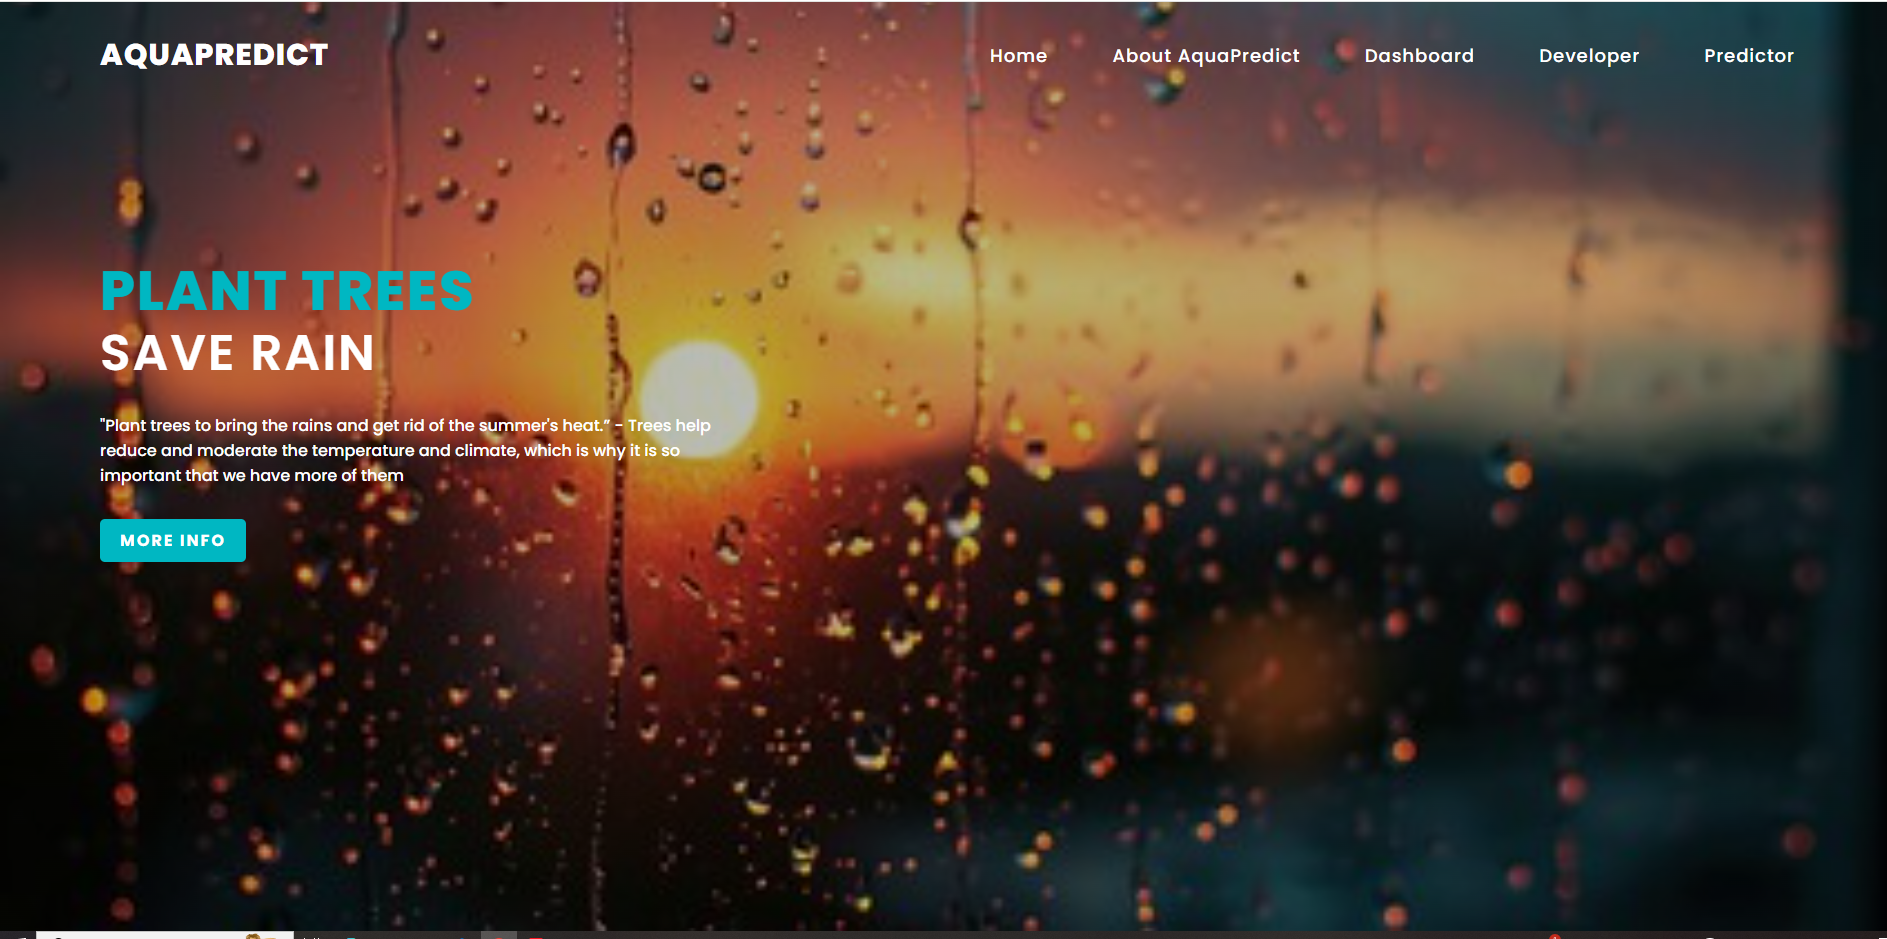 AQUAPREDICT
Home About AquaPredict Dashboard Developer Predictor
PLANT TREES
SAVE RAIN
"Plant trees to bring the rains and get rid of the summer's heat.” - Trees help
reduce and moderate the temperature and climate, which is why it is so
important that we have more of them
MORE INFO